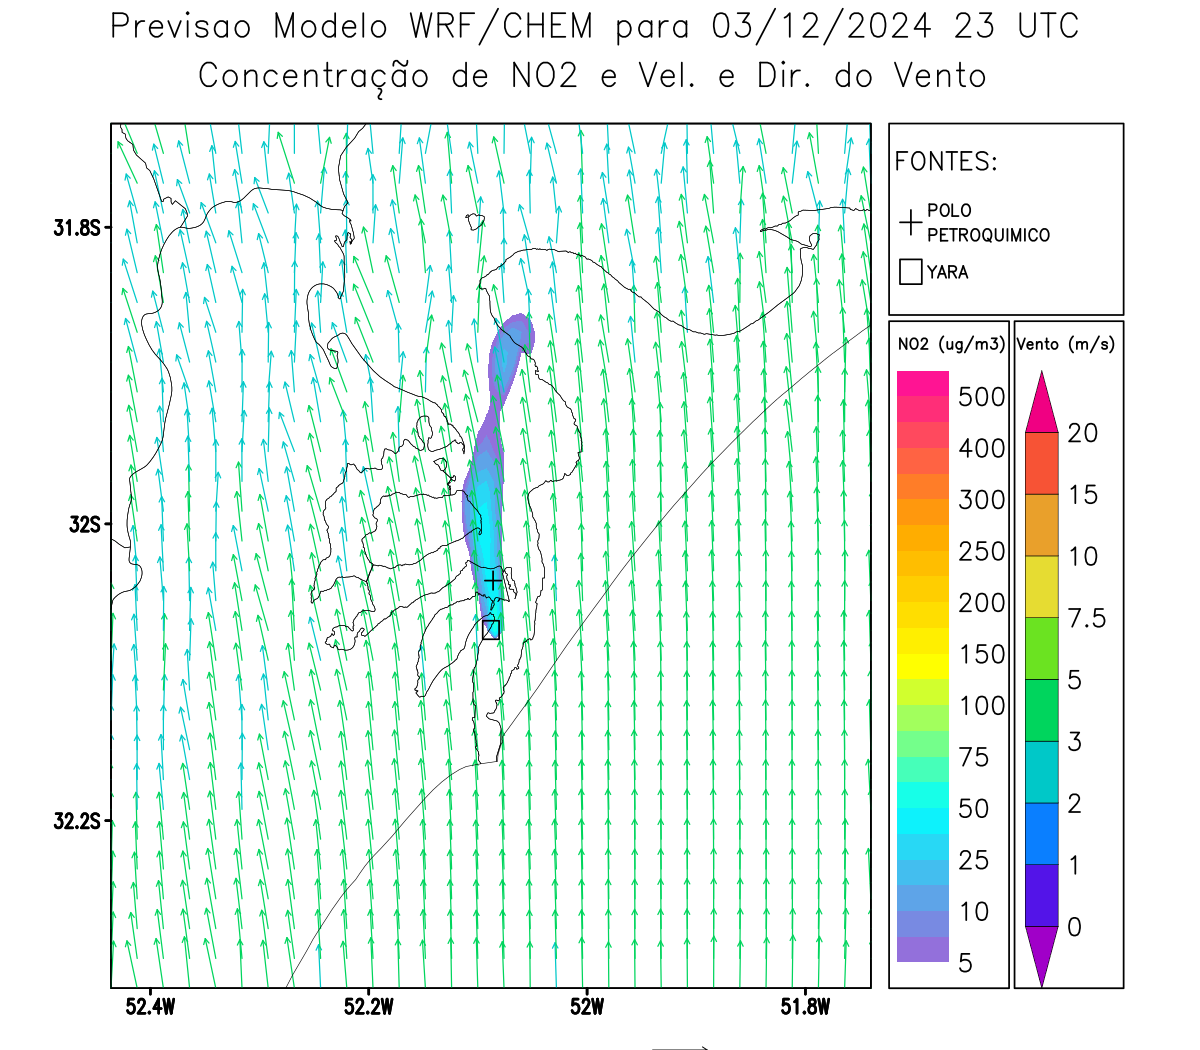 Previsao Modelo WRF/CHEM para 03/12/2024 23 UTC
Concentração de NO2 e Vel. e Dir. do Vento
FONTES:
POLO
PETROQUIMICO
YARA
31.8S
32S
32.2S
52.4W
52.2W
52W
51.8W
NO2 (ug/m3)
500
400
300
250
200
150
100
75
50
25
10
5
Vento (m/s)
20
15
10
7.5
5
3
2
1
0